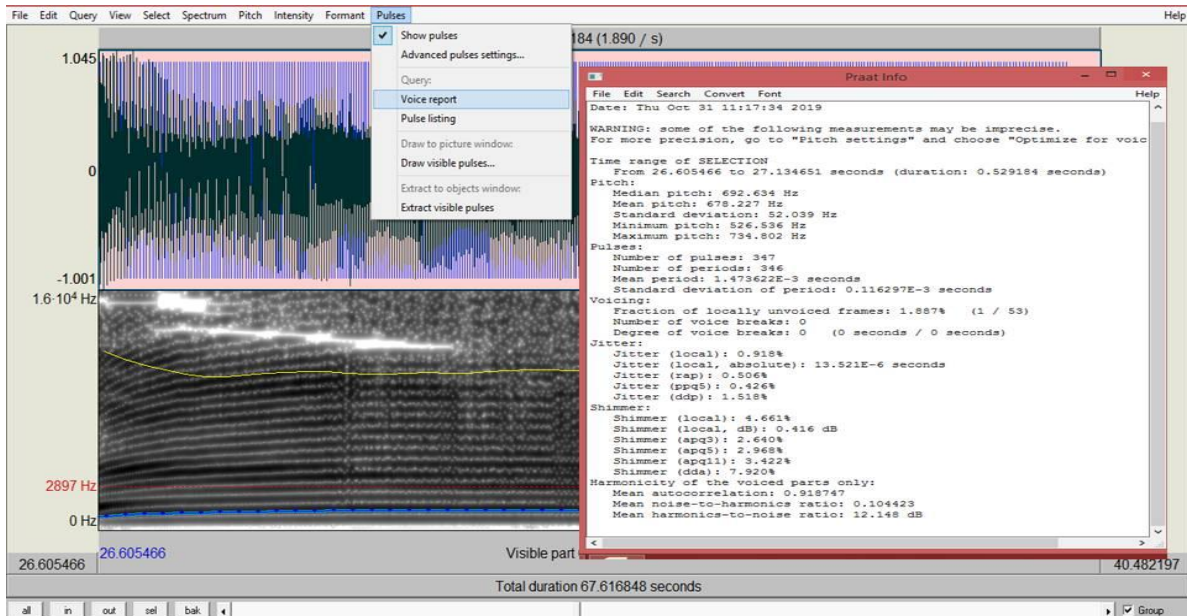 File Edit Query View Select Spectrum Pitch Intensity Formant Pulses Help
Show pulses
Advanced pulses settings...
Query:
Voice report
Pulse listing
Draw to picture window:
Draw visible pulses...
Extract to objects window:
Extract visible pulses
184 (1.890 / s)
1.045
0
-1.001
1.6·10⁴ Hz
2897 Hz
0 Hz
Praat Info
File Edit Search Convert Font Help
Date: Thu Oct 31 11:17:34 2019
WARNING: some of the following measurements may be imprecise.
For more precision, go to "Pitch settings" and choose "Optimize for voic
Time range of SELECTION
From 26.605466 to 27.134651 seconds (duration: 0.529184 seconds)
Pitch:
Median pitch: 692.634 Hz
Mean pitch: 678.227 Hz
Standard deviation: 52.039 Hz
Minimum pitch: 526.536 Hz
Maximum pitch: 734.802 Hz
Pulses:
Number of pulses: 347
Number of periods: 346
Mean period: 1.473622E-3 seconds
Standard deviation of period: 0.116297E-3 seconds
Voicing:
Fraction of locally unvoiced frames: 1.887% (1 / 53)
Number of voice breaks: 0
Degree of voice breaks: 0 (0 seconds / 0 seconds)
Jitter:
Jitter (local): 0.918%
Jitter (local, absolute): 13.521E-6 seconds
Jitter (rap): 0.506%
Jitter (ppq5): 0.426%
Jitter (ddp): 1.518%
Shimmer:
Shimmer (local): 4.661%
Shimmer (local, dB): 0.416 dB
Shimmer (apq3): 2.640%
Shimmer (apq5): 2.968%
Shimmer (apq11): 3.422%
Shimmer (dda): 7.920%
Harmonicity of the voiced parts only:
Mean autocorrelation: 0.918747
Mean noise-to-harmonics ratio: 0.104423
Mean harmonics-to-noise ratio: 12.148 dB
26.605466 26.605466 Visible part 40.482197
Total duration 67.616848 seconds
all in out sel bak Group